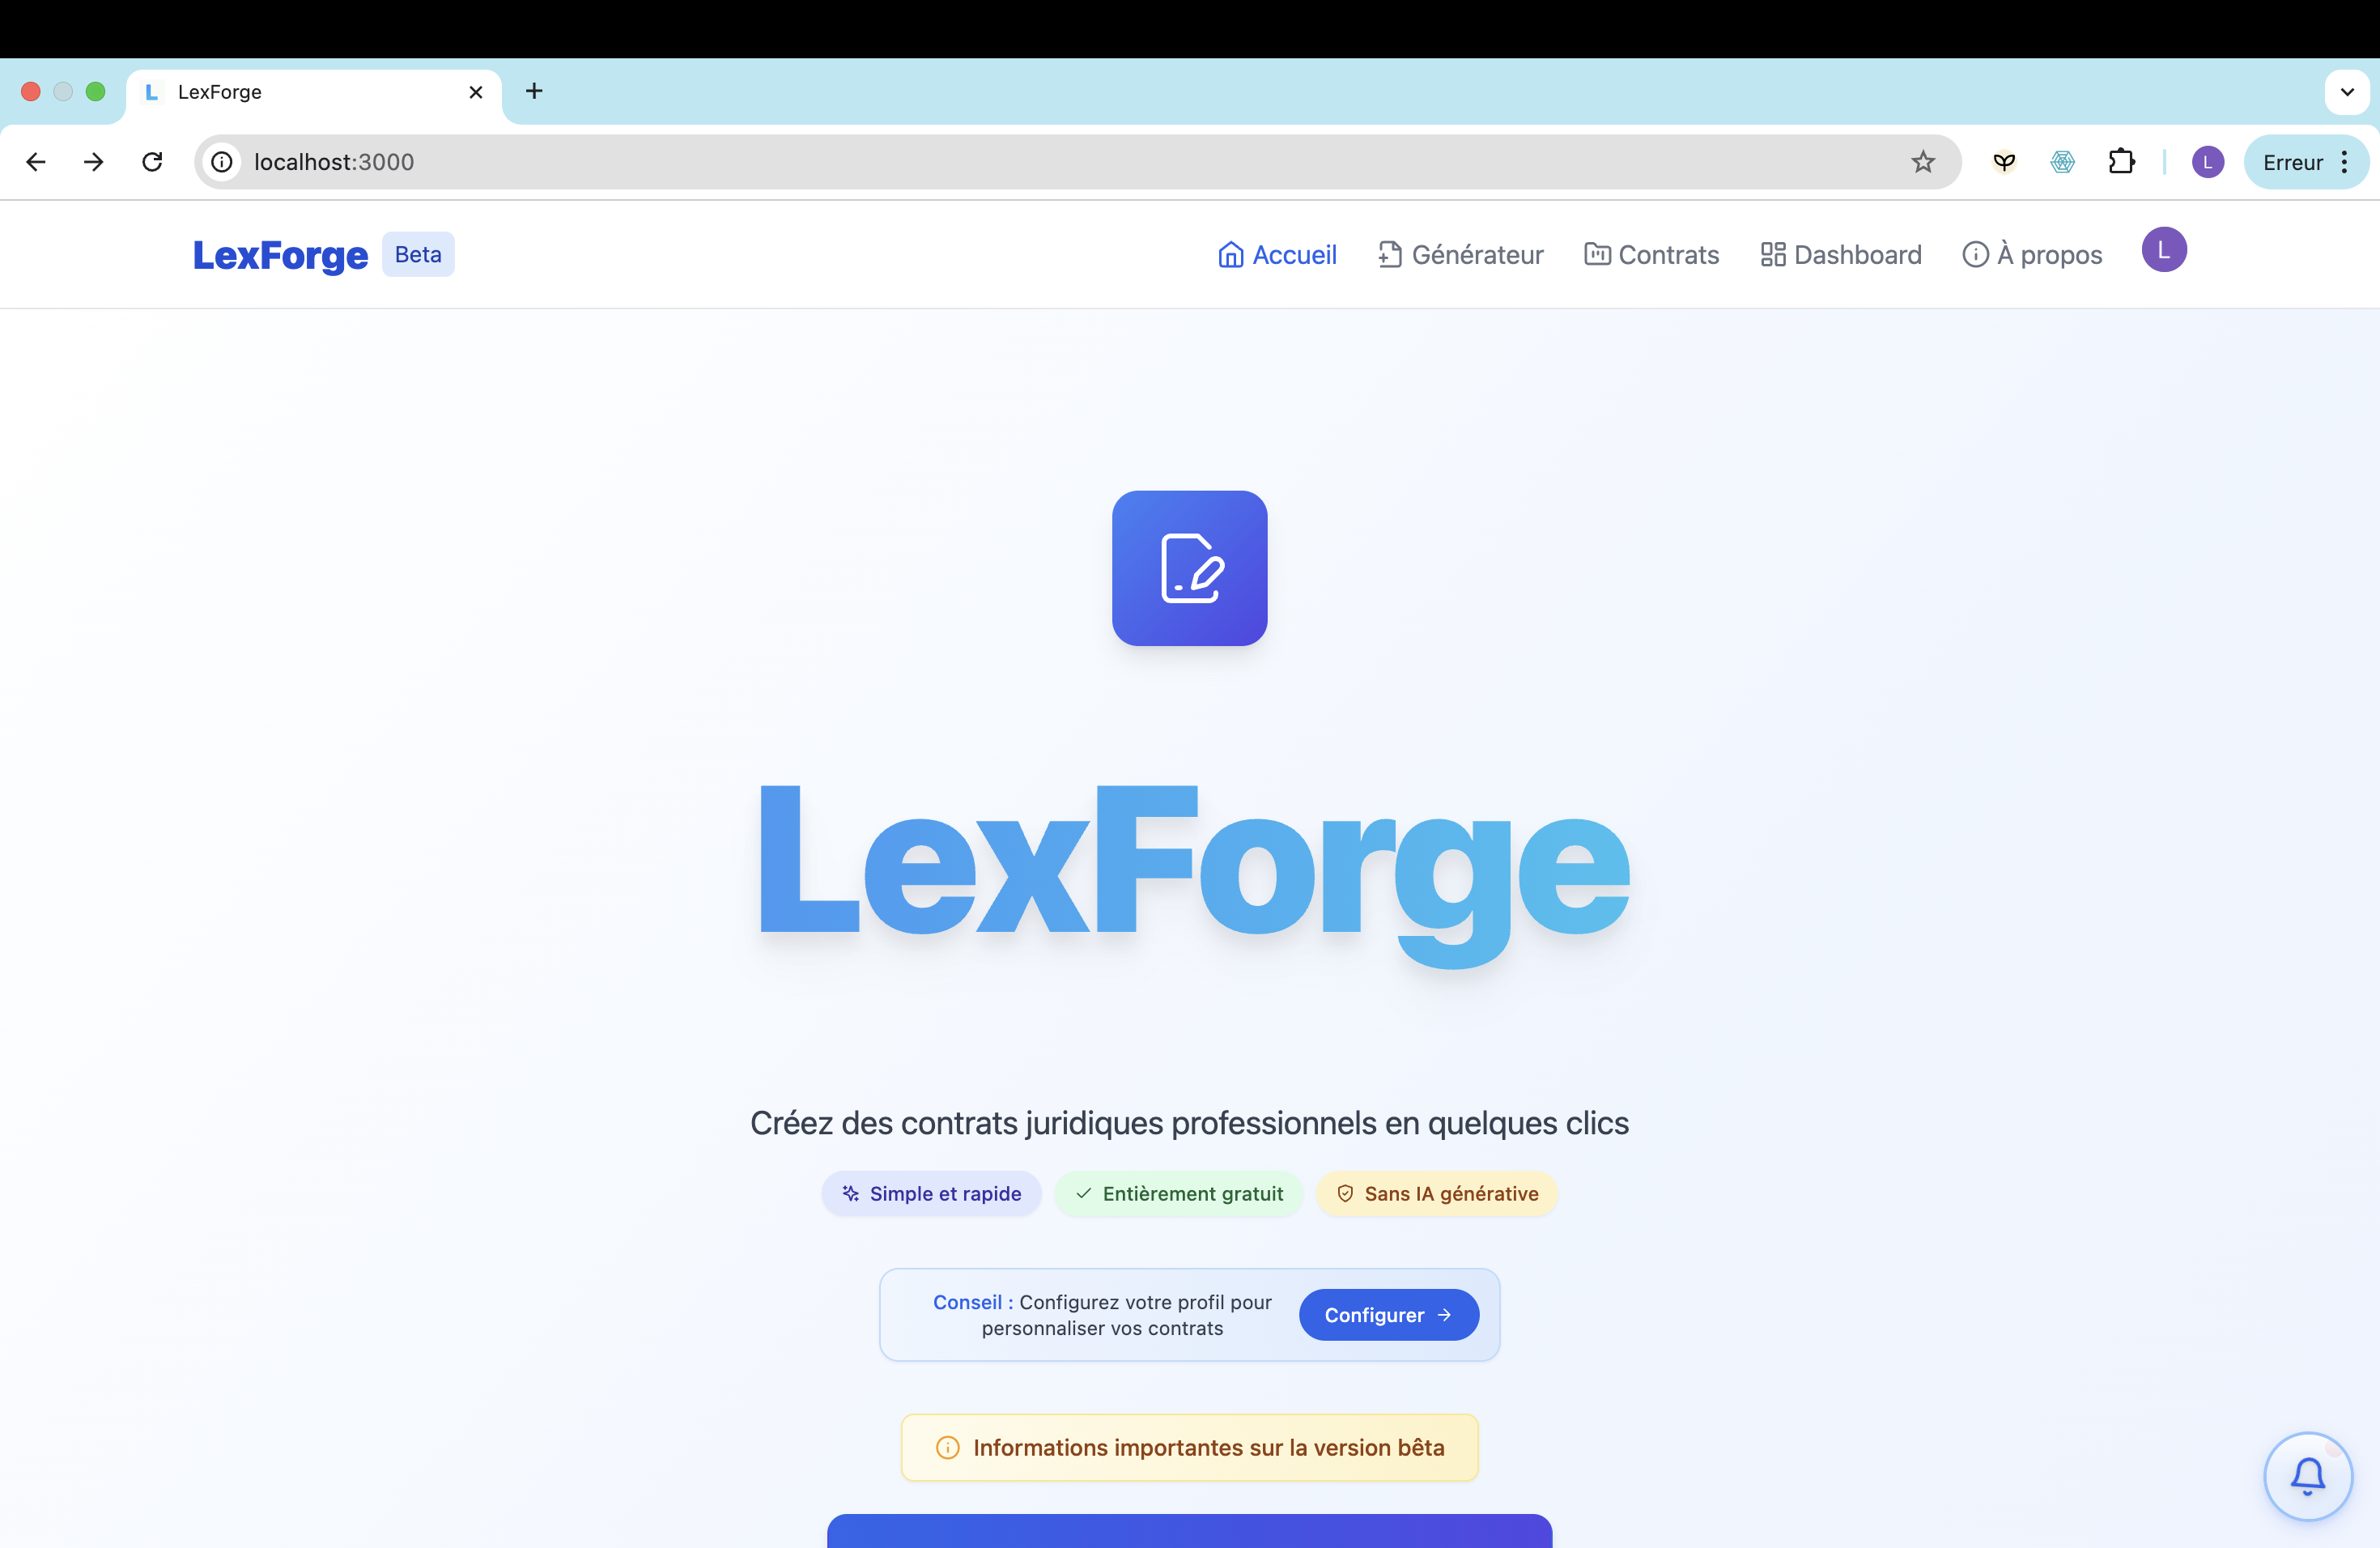 L LexForge
localhost:3000
L
Erreur
LexForge Beta
Accueil
Générateur
Contrats
Dashboard
À propos
L
LexForge
Créez des contrats juridiques professionnels en quelques clics
Simple et rapide
Entièrement gratuit
Sans IA générative
Conseil : Configurez votre profil pour
personnaliser vos contrats
Configurer
Informations importantes sur la version bêta